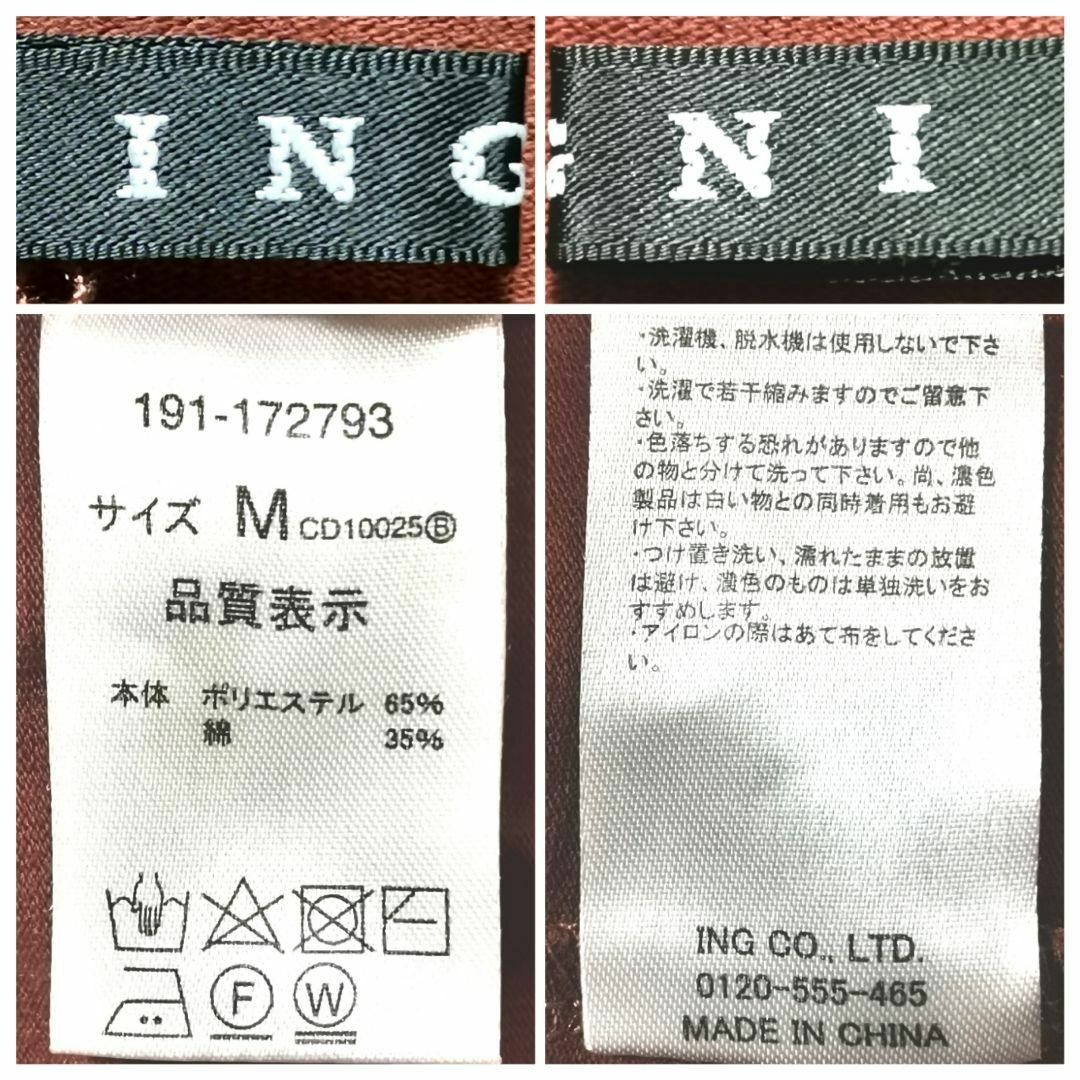 ING
NI
191-172793
サイズ M CD10025Ⓑ
品質表示
本体 ポリエステル 65%
綿 35%
F W
・洗濯機、脱水機は使用しないで下さ
い。
・洗濯で若干縮みますのでご留意下
さい。
・色落ちする恐れがありますので他
の物と分けて洗って下さい。尚、濃色
製品は白い物との同時着用もお避
け下さい。
・つけ置き洗い、濡れたままの放置
は避け、濃色のものは単独洗いをお
すすめします。
・アイロンの際はあて布をしてくださ
い。
ING CO., LTD.
0120-555-465
MADE IN CHINA